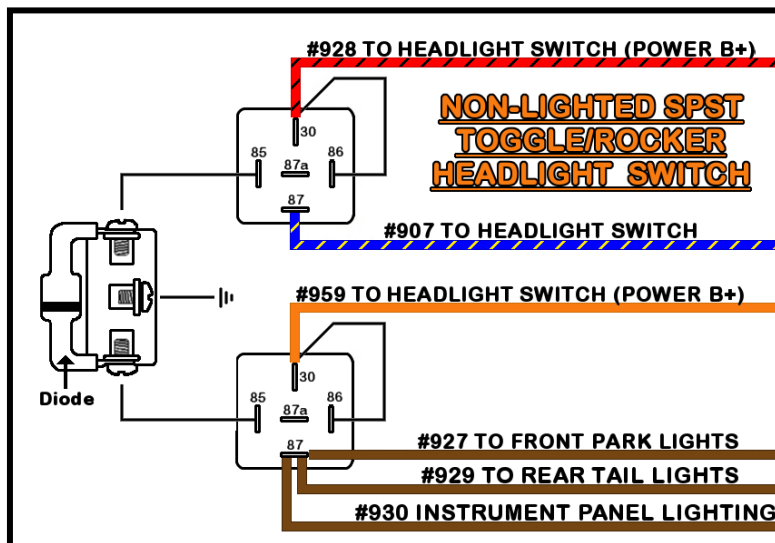 #928 TO HEADLIGHT SWITCH (POWER B+)
NON-LIGHTED SPST
TOGGLE/ROCKER
HEADLIGHT SWITCH
30
85
87a
86
87
#907 TO HEADLIGHT SWITCH
#959 TO HEADLIGHT SWITCH (POWER B+)
30
Diode
85
87a
86
87
#927 TO FRONT PARK LIGHTS
#929 TO REAR TAIL LIGHTS
#930 INSTRUMENT PANEL LIGHTING